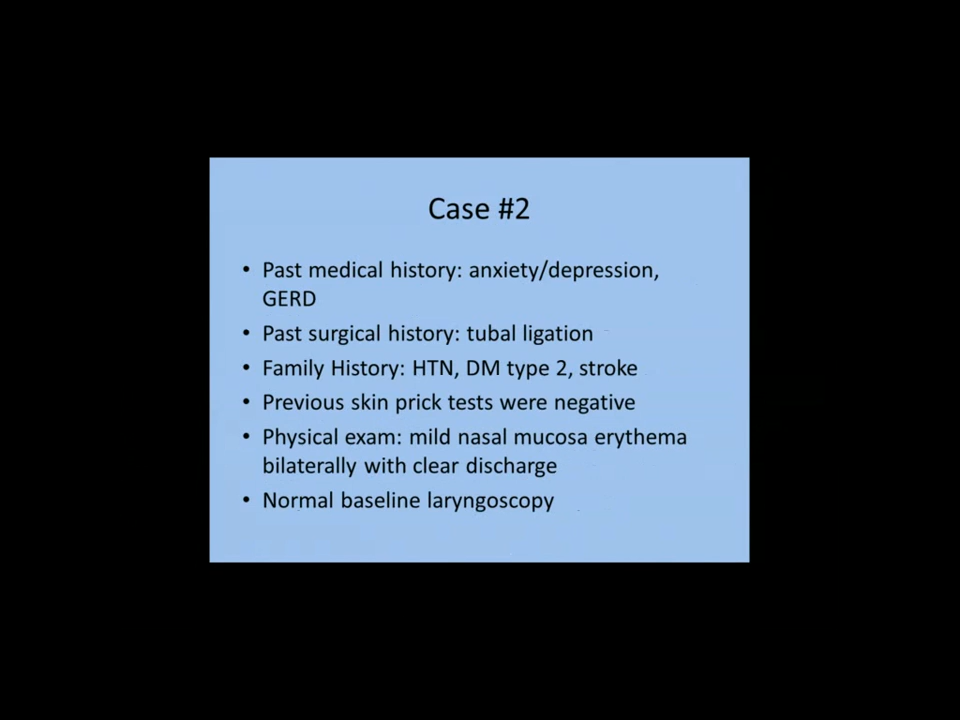 Case #2
• Past medical history: anxiety/depression,
GERD
• Past surgical history: tubal ligation
• Family History: HTN, DM type 2, stroke
• Previous skin prick tests were negative
• Physical exam: mild nasal mucosa erythema
bilaterally with clear discharge
• Normal baseline laryngoscopy